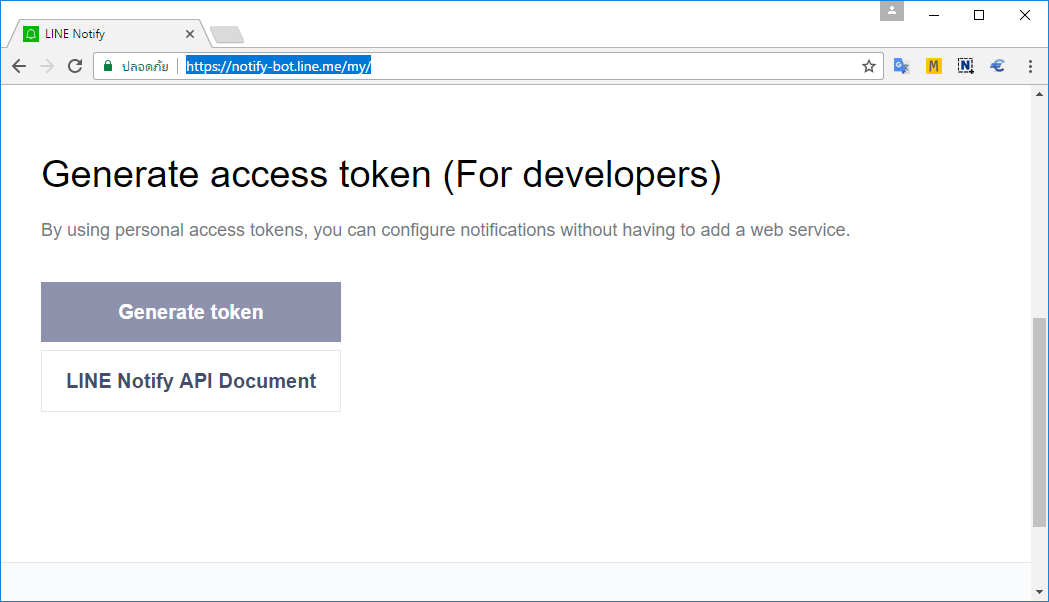 LINE Notify
ปลอดภัย
https://notify-bot.line.me/my/
Generate access token (For developers)
By using personal access tokens, you can configure notifications without having to add a web service.
Generate token
LINE Notify API Document